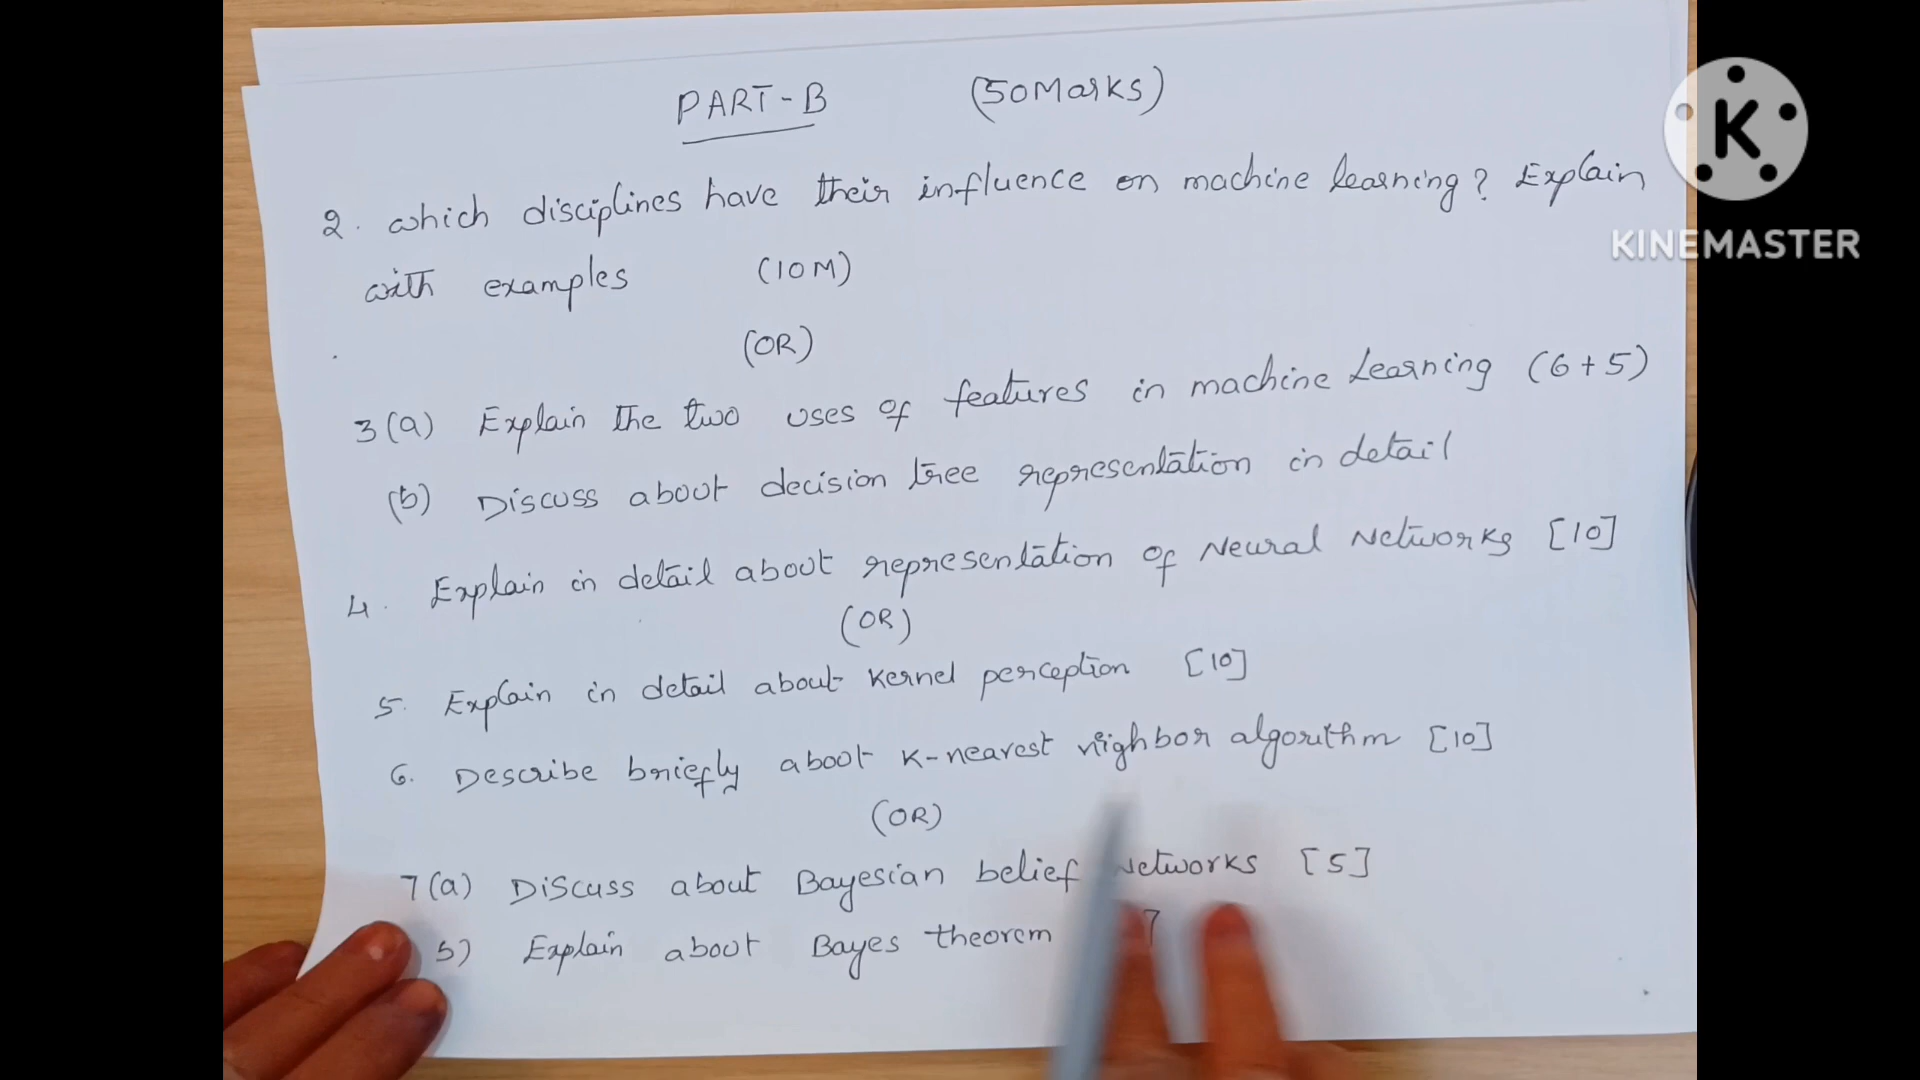 PART-B (50Marks)
2. which disciplines have their influence on machine learning? Explain
with examples (10M)
(OR)
3(a) Explain the two uses of features in machine Learning (6+5)
(b) Discuss about decision tree representation in detail
4. Explain in detail about representation of Neural Networks [10]
(OR)
5. Explain in detail about kernel perception [10]
6. Describe briefly about K-nearest neighbor algorithm [10]
(OR)
7(a) Discuss about Bayesian belief Networks [5]
b) Explain about Bayes theorem
K
KINEMASTER